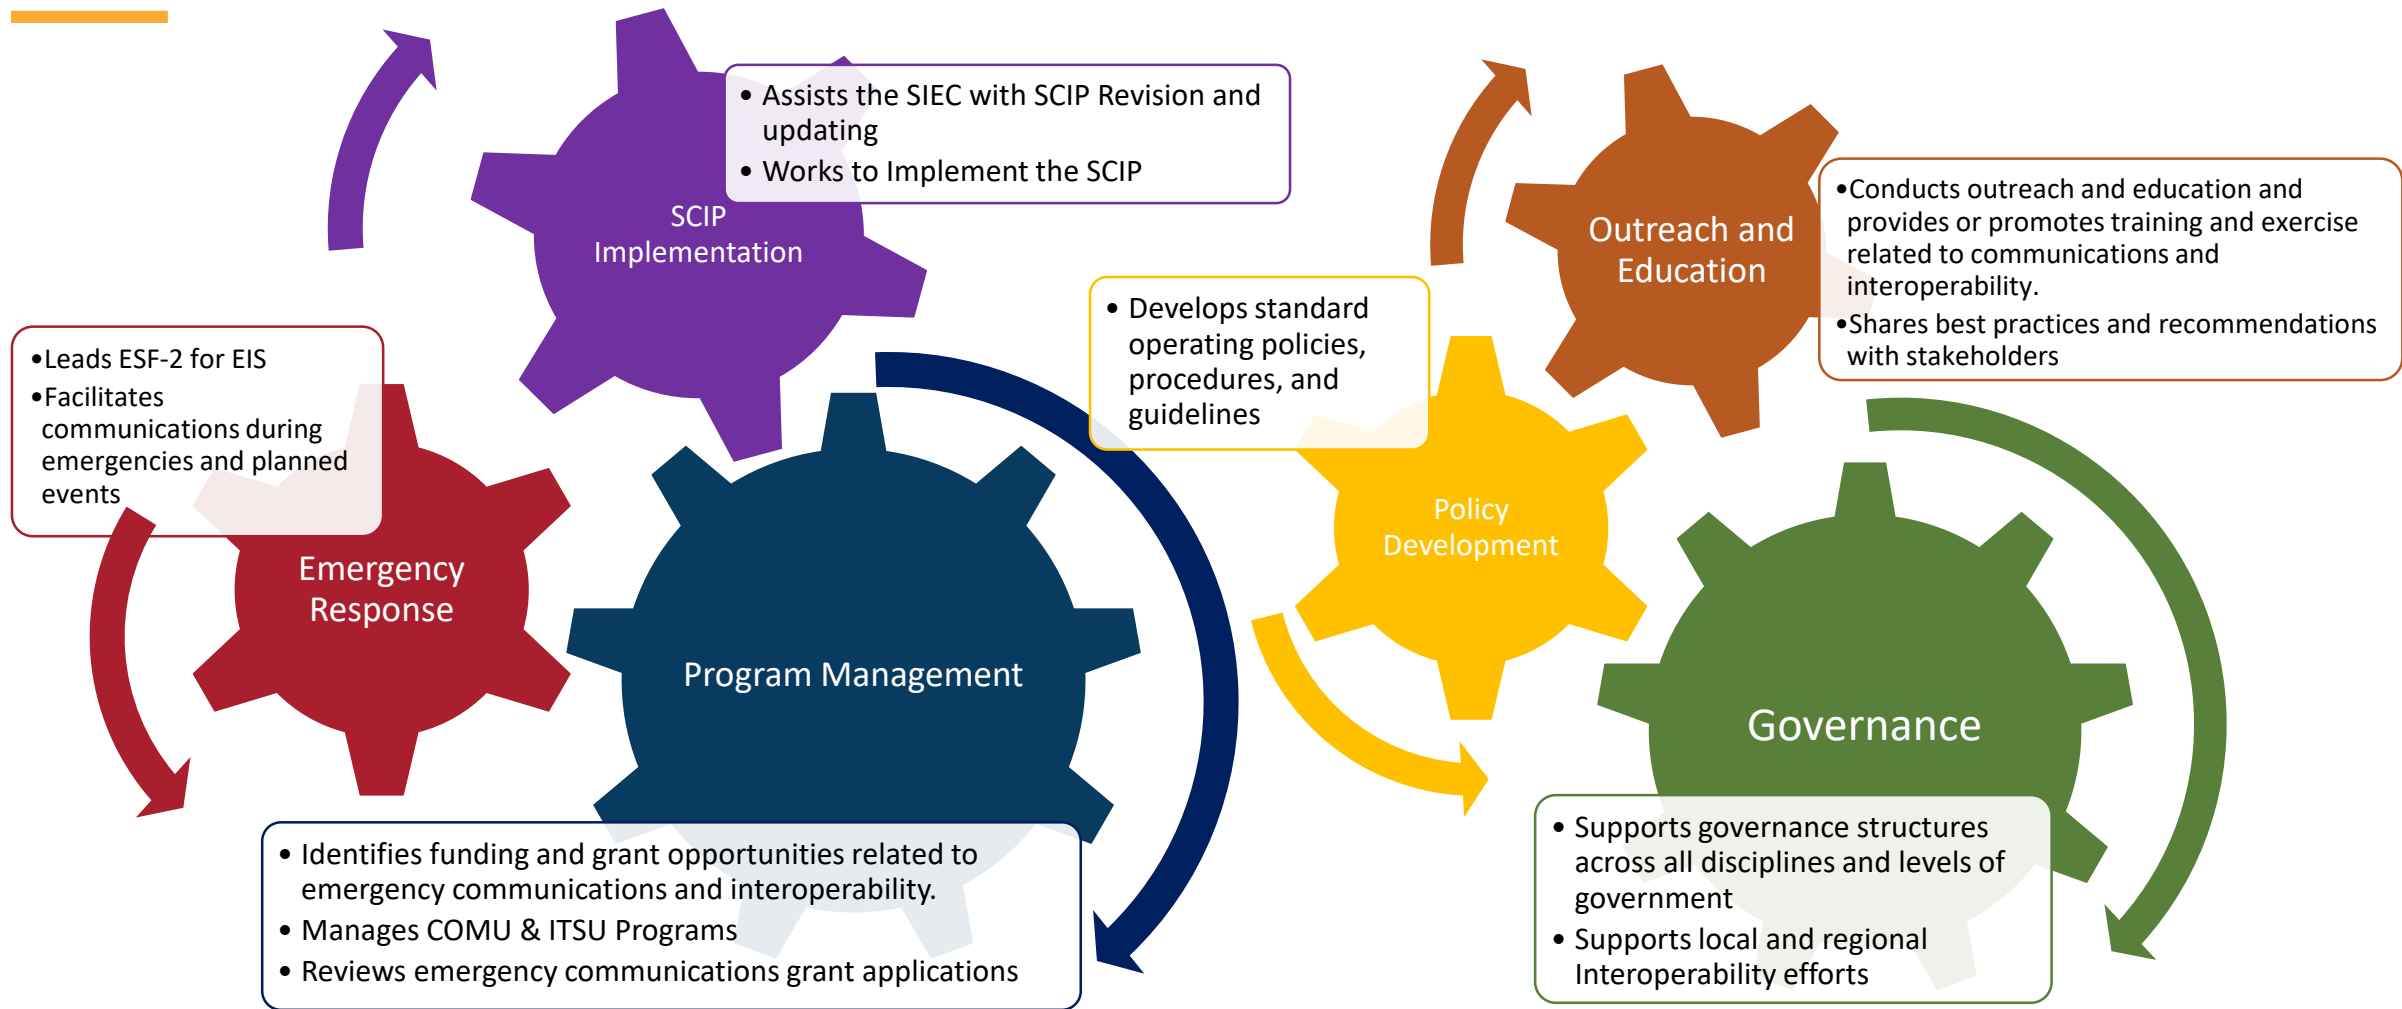 • Assists the SIEC with SCIP Revision and
updating
• Works to Implement the SCIP
SCIP
Implementation
•Leads ESF-2 for EIS
•Facilitates
communications during
emergencies and planned
events
Emergency
Response
Program Management
• Identifies funding and grant opportunities related to
emergency communications and interoperability.
• Manages COMU & ITSU Programs
• Reviews emergency communications grant applications
•Conducts outreach and education and
provides or promotes training and exercise
related to communications and
interoperability.
•Shares best practices and recommendations
with stakeholders
Outreach and
Education
• Develops standard
operating policies,
procedures, and
guidelines
Policy
Development
Governance
• Supports governance structures
across all disciplines and levels of
government
• Supports local and regional
Interoperability efforts